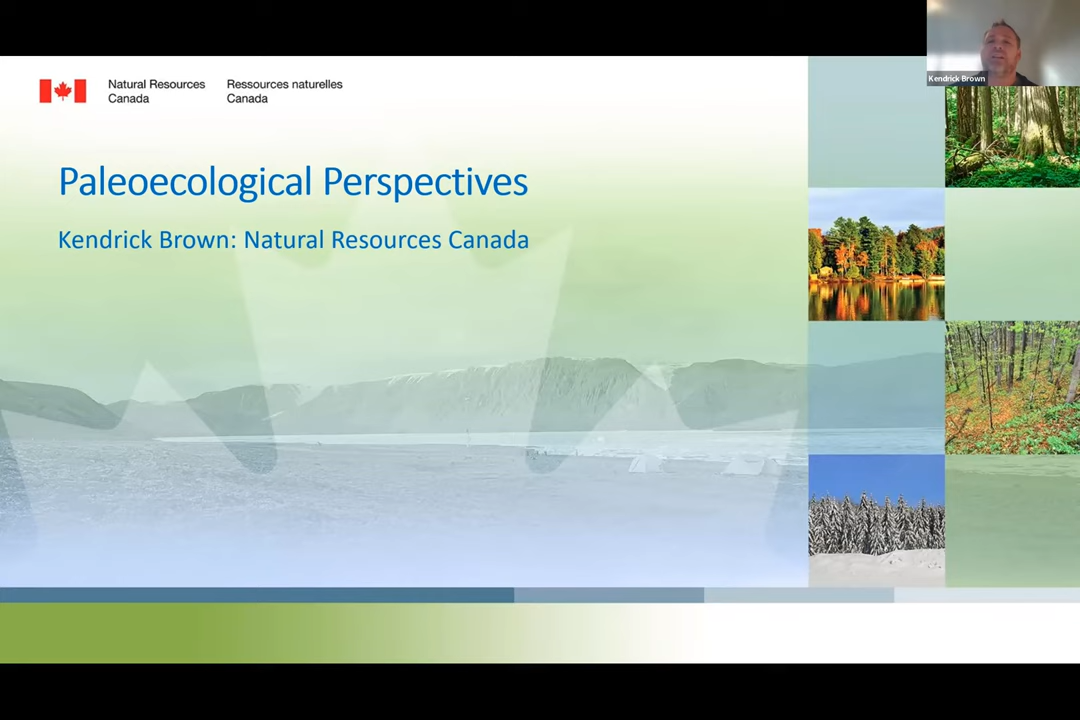 Natural Resources
Canada
Ressources naturelles
Canada
Paleoecological Perspectives
Kendrick Brown: Natural Resources Canada
Kendrick Brown